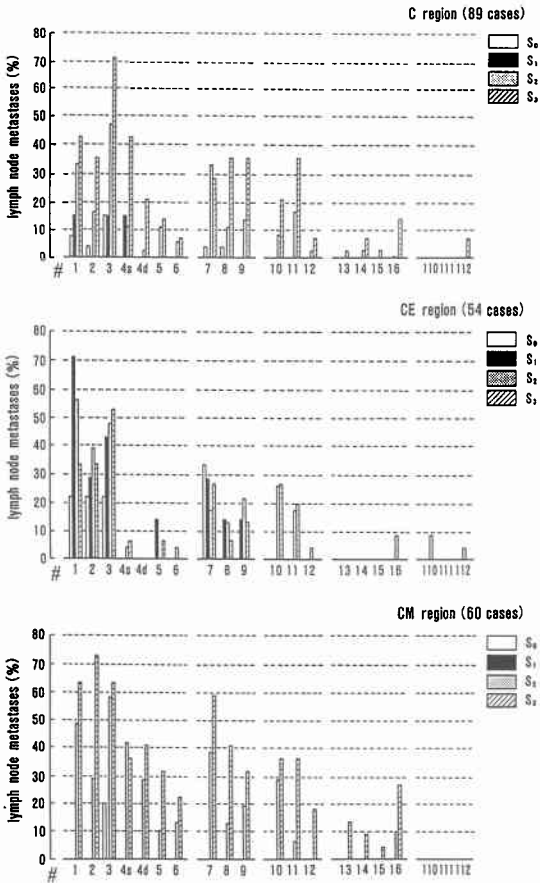 C region (89 cases)
lymph node metastases (%)
80
70
60
50
40
30
20
10
0
S₀
S₁
S₂
S₃
# 1 2 3 4s 4d 5 6 7 8 9 10 11 12 13 14 15 16 110 111 112
CE region (54 cases)
lymph node metastases (%)
80
70
60
50
40
30
20
10
0
S₀
S₁
S₂
S₃
# 1 2 3 4s 4d 5 6 7 8 9 10 11 12 13 14 15 16 110 111 112
CM region (60 cases)
lymph node metastases (%)
80
70
60
50
40
30
20
10
0
S₀
S₁
S₂
S₃
# 1 2 3 4s 4d 5 6 7 8 9 10 11 12 13 14 15 16 110 111 112